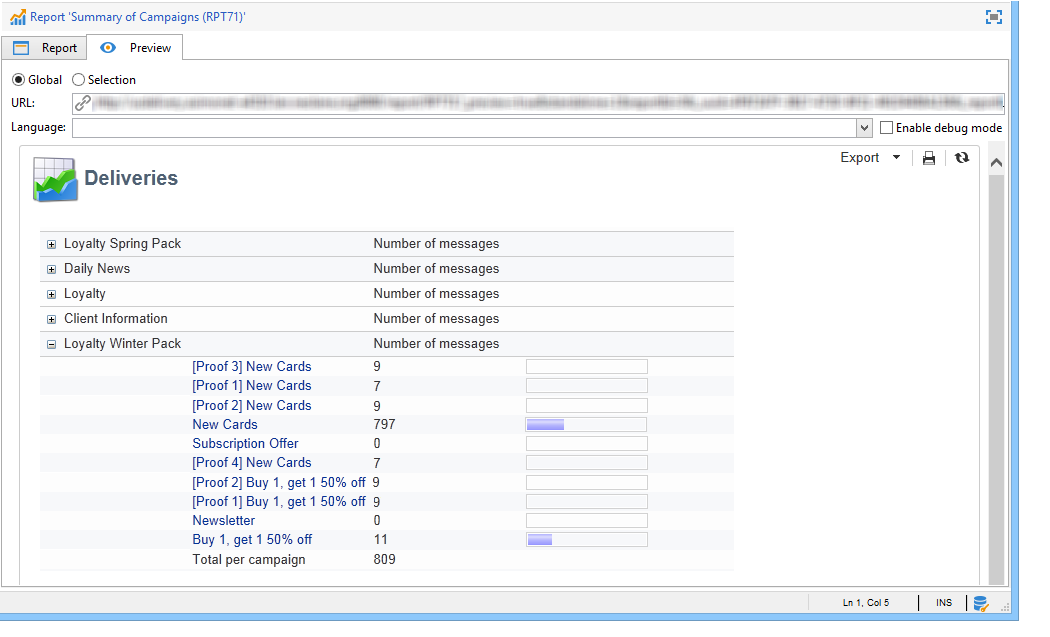 Report 'Summary of Campaigns (RPT71)'
Report Preview
Global Selection
URL:
Language: Enable debug mode
Export
Deliveries
Loyalty Spring Pack Number of messages
Daily News Number of messages
Loyalty Number of messages
Client Information Number of messages
Loyalty Winter Pack Number of messages
[Proof 3] New Cards 9
[Proof 1] New Cards 7
[Proof 2] New Cards 9
New Cards 797
Subscription Offer 0
[Proof 4] New Cards 7
[Proof 2] Buy 1, get 1 50% off 9
[Proof 1] Buy 1, get 1 50% off 9
Newsletter 0
Buy 1, get 1 50% off 11
Total per campaign 809
Ln 1, Col 5 INS